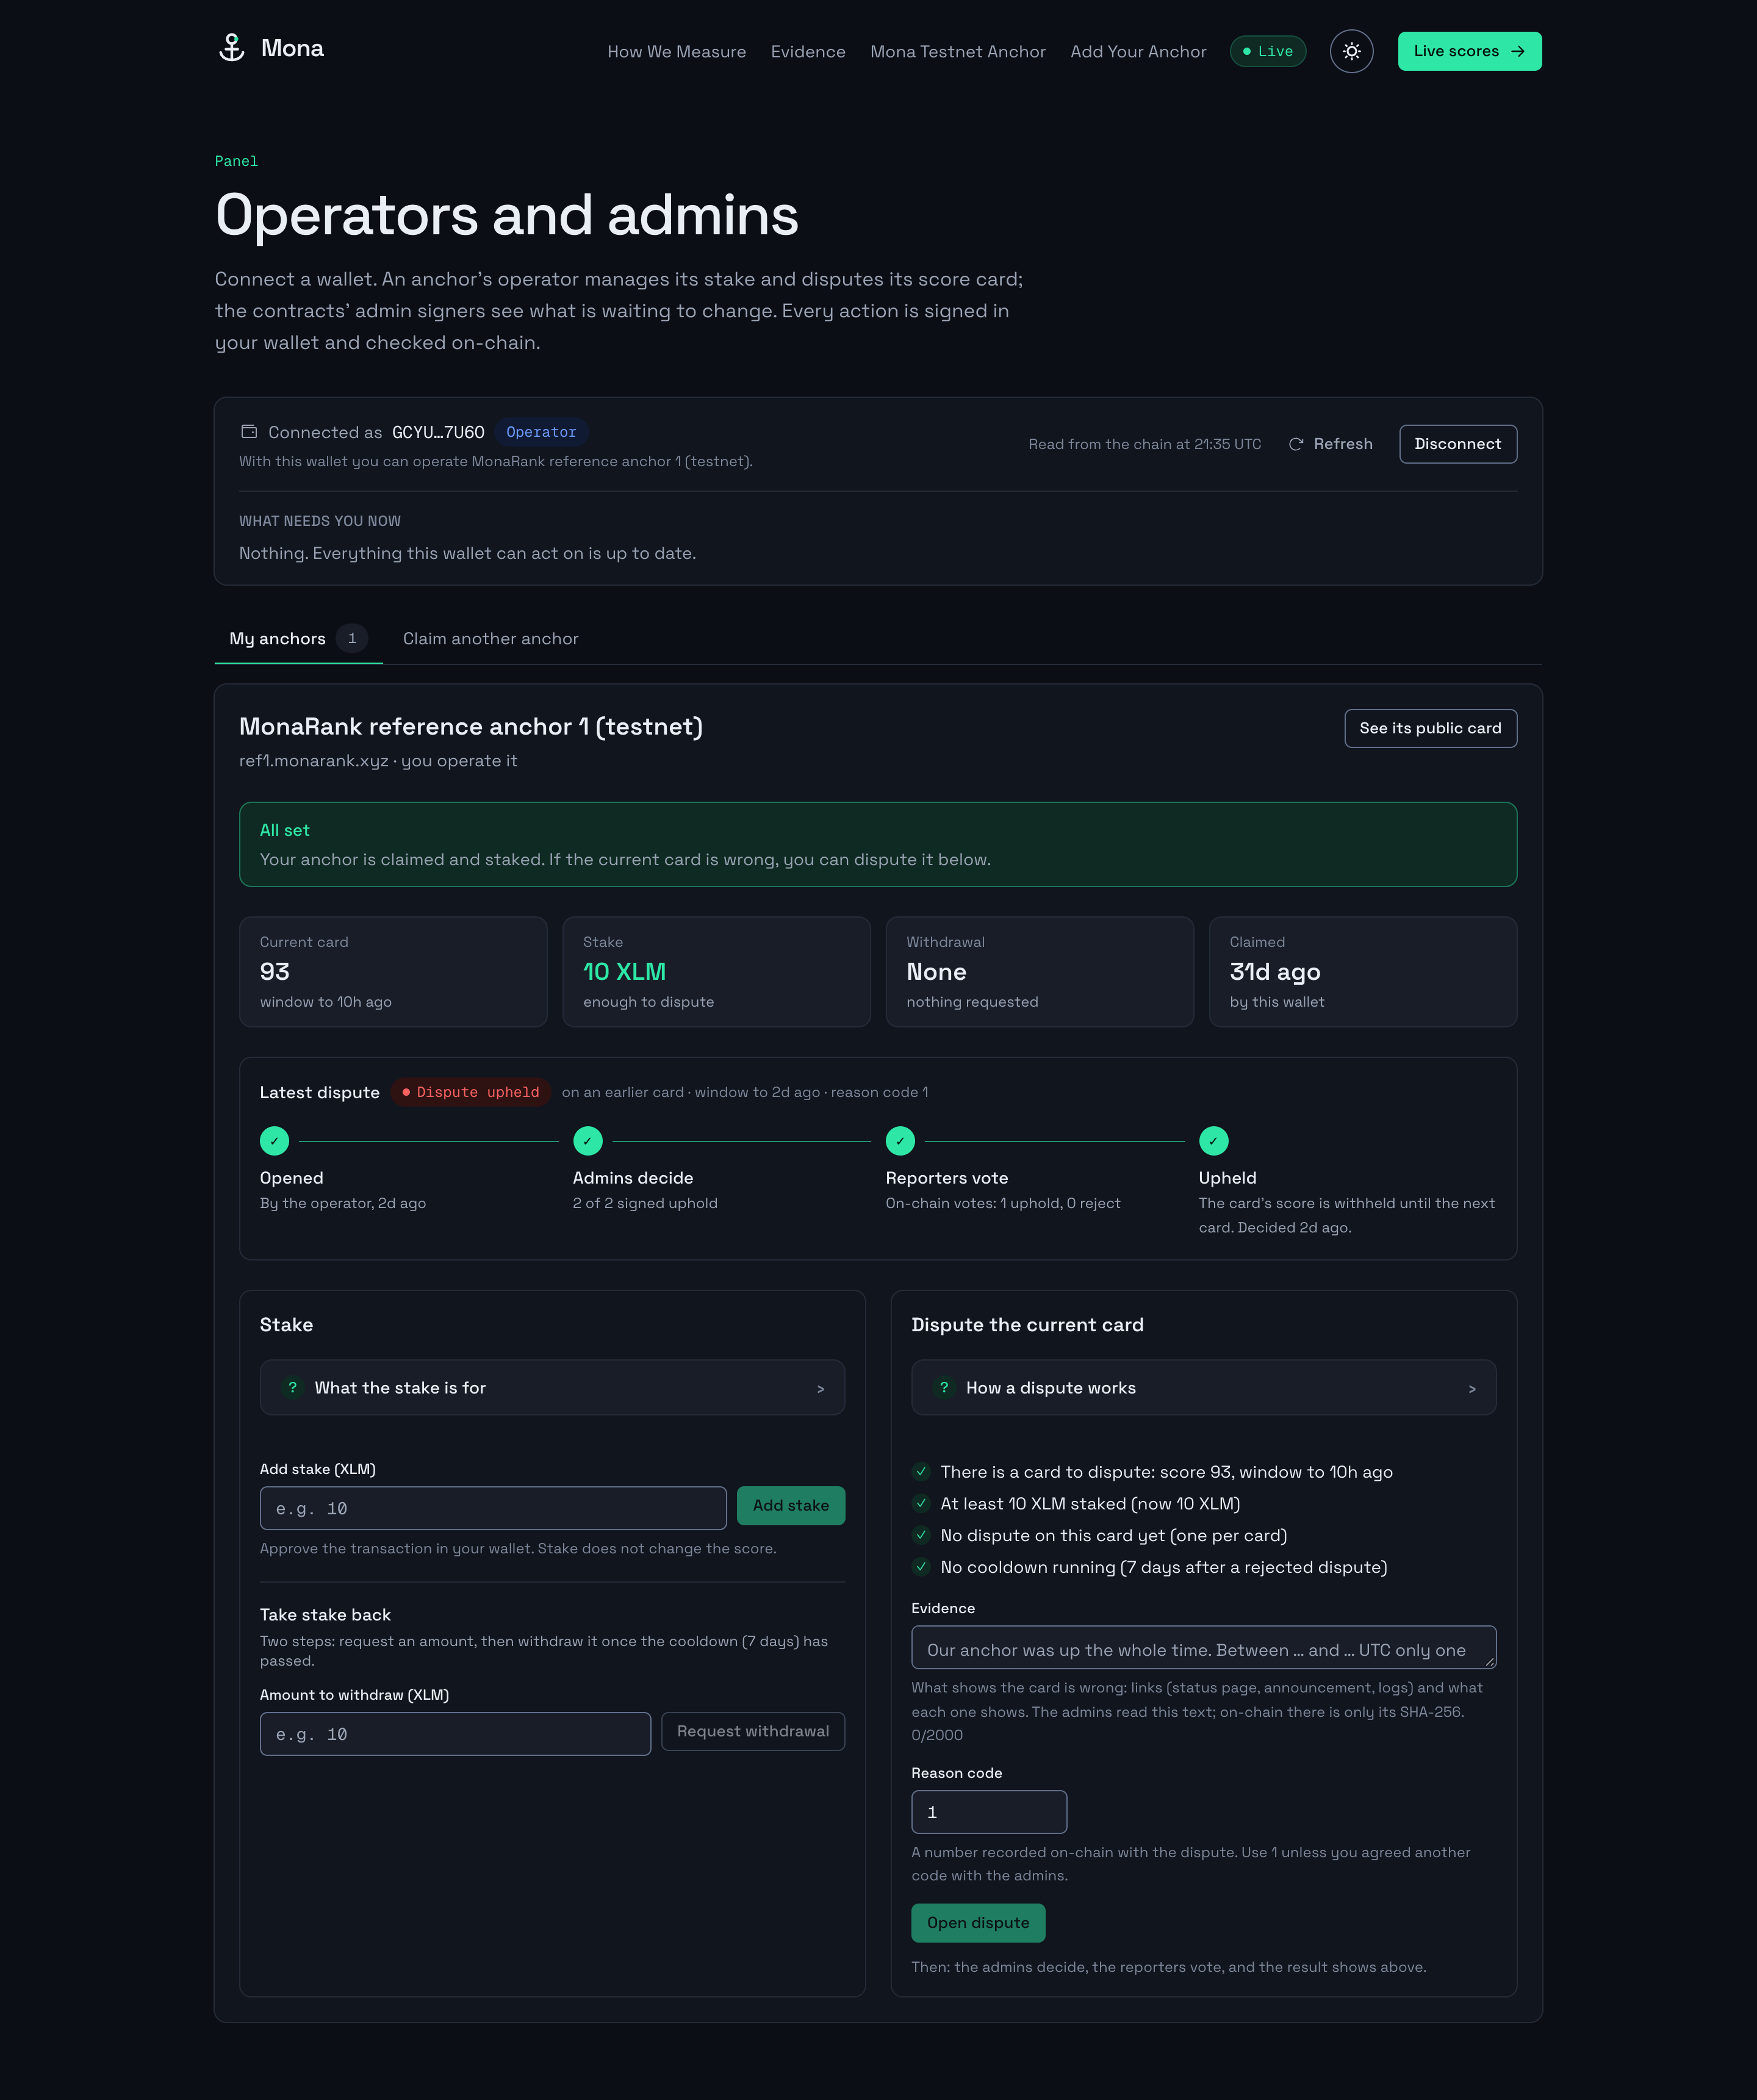 Mona
How We Measure
Evidence
Mona Testnet Anchor
Add Your Anchor
Live
Live scores →
Panel
Operators and admins
Connect a wallet. An anchor's operator manages its stake and disputes its score card;
the contracts' admin signers see what is waiting to change. Every action is signed in
your wallet and checked on-chain.
Connected as GCYU…7U6O Operator
With this wallet you can operate MonaRank reference anchor 1 (testnet).
Read from the chain at 21:35 UTC
Refresh
Disconnect
WHAT NEEDS YOU NOW
Nothing. Everything this wallet can act on is up to date.
My anchors 1
Claim another anchor
MonaRank reference anchor 1 (testnet)
ref1.monarank.xyz · you operate it
See its public card
All set
Your anchor is claimed and staked. If the current card is wrong, you can dispute it below.
Current card
93
window to 10h ago
Stake
10 XLM
enough to dispute
Withdrawal
None
nothing requested
Claimed
31d ago
by this wallet
Latest dispute Dispute upheld on an earlier card · window to 2d ago · reason code 1
✓ ✓ ✓ ✓
Opened
By the operator, 2d ago
Admins decide
2 of 2 signed uphold
Reporters vote
On-chain votes: 1 uphold, 0 reject
Upheld
The card's score is withheld until the next
card. Decided 2d ago.
Stake
? What the stake is for >
Add stake (XLM)
e.g. 10
Add stake
Approve the transaction in your wallet. Stake does not change the score.
Take stake back
Two steps: request an amount, then withdraw it once the cooldown (7 days) has
passed.
Amount to withdraw (XLM)
e.g. 10
Request withdrawal
Dispute the current card
? How a dispute works >
✓ There is a card to dispute: score 93, window to 10h ago
✓ At least 10 XLM staked (now 10 XLM)
✓ No dispute on this card yet (one per card)
✓ No cooldown running (7 days after a rejected dispute)
Evidence
Our anchor was up the whole time. Between … and … UTC only one
What shows the card is wrong: links (status page, announcement, logs) and what
each one shows. The admins read this text; on-chain there is only its SHA-256.
0/2000
Reason code
1
A number recorded on-chain with the dispute. Use 1 unless you agreed another
code with the admins.
Open dispute
Then: the admins decide, the reporters vote, and the result shows above.